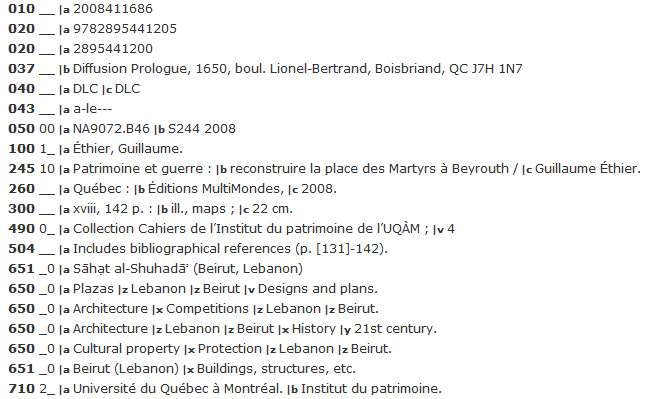 010 __ |a 2008411686
020 __ |a 9782895441205
020 __ |a 2895441200
037 __ |b Diffusion Prologue, 1650, boul. Lionel-Bertrand, Boisbriand, QC J7H 1N7
040 __ |a DLC |c DLC
043 __ |a a-le---
050 00 |a NA9072.B46 |b S244 2008
100 1_ |a Éthier, Guillaume.
245 10 |a Patrimoine et guerre : |b reconstruire la place des Martyrs à Beyrouth / |c Guillaume Éthier.
260 __ |a Québec : |b Éditions MultiMondes, |c 2008.
300 __ |a xviii, 142 p. : |b ill., maps ; |c 22 cm.
490 0_ |a Collection Cahiers de l’Institut du patrimoine de l’UQÀM ; |v 4
504 __ |a Includes bibliographical references (p. [131]-142).
651 _0 |a Sāḥat al-Shuhadāʾ (Beirut, Lebanon)
650 _0 |a Plazas |z Lebanon |z Beirut |v Designs and plans.
650 _0 |a Architecture |x Competitions |z Lebanon |z Beirut.
650 _0 |a Architecture |z Lebanon |z Beirut |x History |y 21st century.
650 _0 |a Cultural property |x Protection |z Lebanon |z Beirut.
651 _0 |a Beirut (Lebanon) |x Buildings, structures, etc.
710 2_ |a Université du Québec à Montréal. |b Institut du patrimoine.